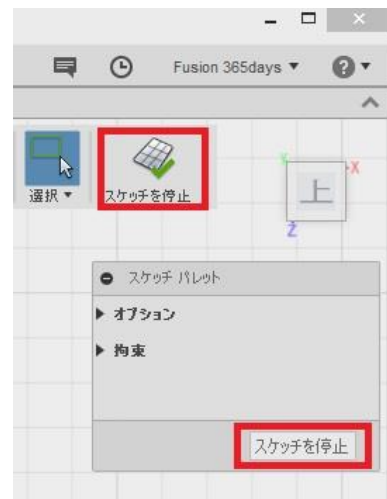 Fusion 365days
選択
スケッチを停止
Y
X
上
Z
スケッチ パレット
オプション
拘束
スケッチを停止